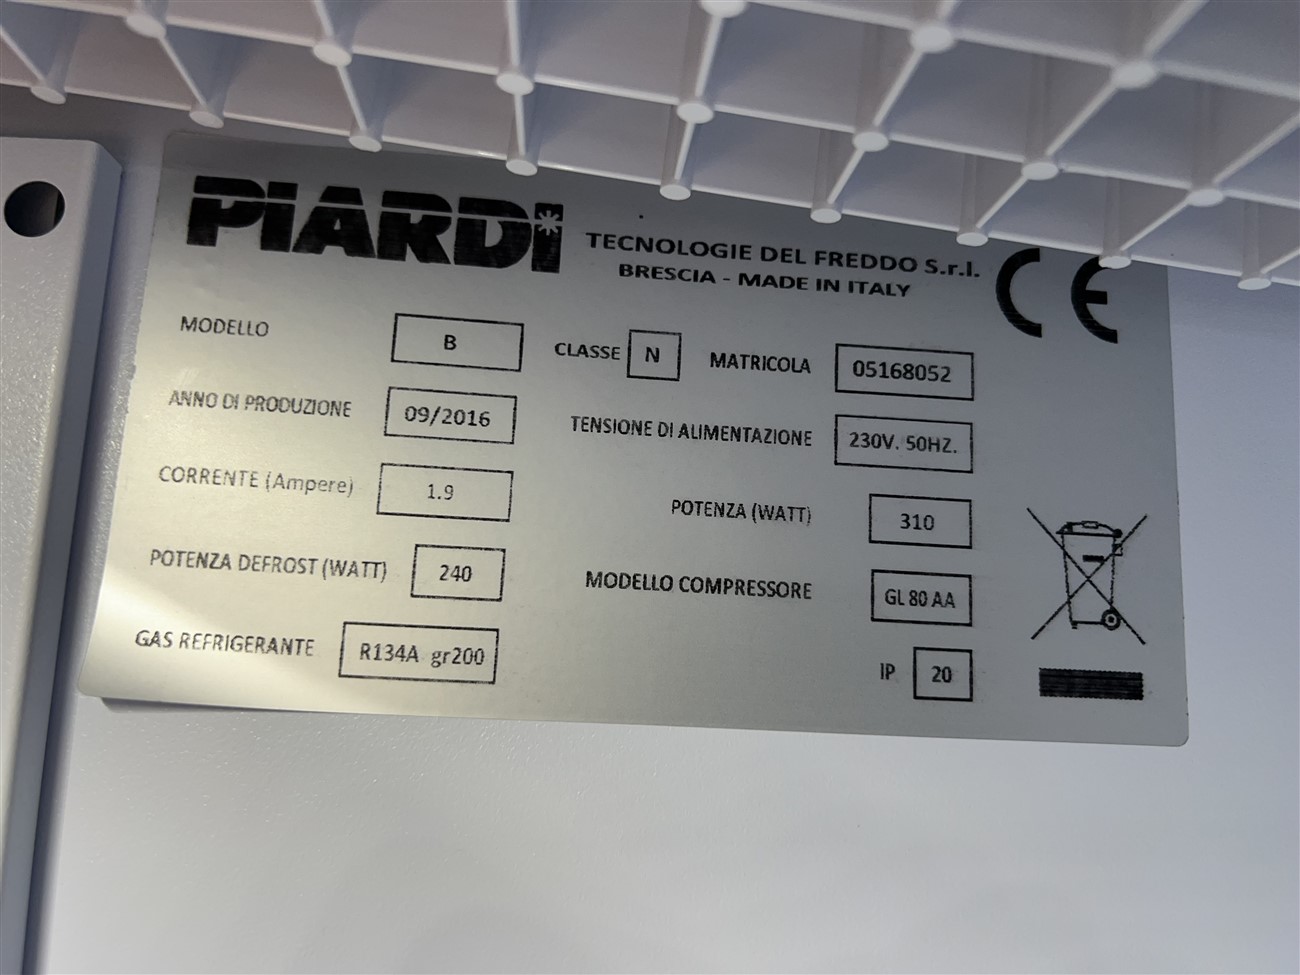 PIARDi
TECNOLOGIE DEL FREDDO S.r.l.
BRESCIA - MADE IN ITALY
CE
MODELLO B CLASSE N MATRICOLA 05168052
ANNO DI PRODUZIONE 09/2016 TENSIONE DI ALIMENTAZIONE 230V. 50HZ.
CORRENTE (Ampere) 1.9 POTENZA (WATT) 310
POTENZA DEFROST (WATT) 240 MODELLO COMPRESSORE GL 80 AA
GAS REFRIGERANTE R134A gr200 IP 20